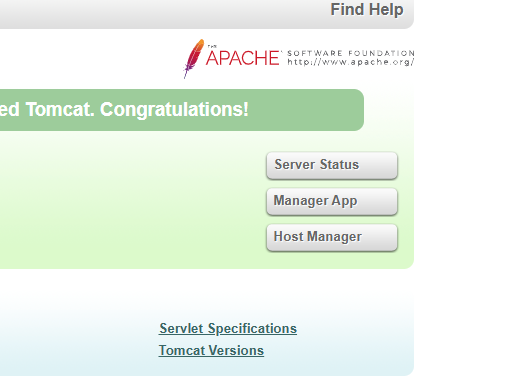 Find Help
THE
APACHE SOFTWARE FOUNDATION
http://www.apache.org/
ed Tomcat. Congratulations!
Server Status
Manager App
Host Manager
Servlet Specifications
Tomcat Versions